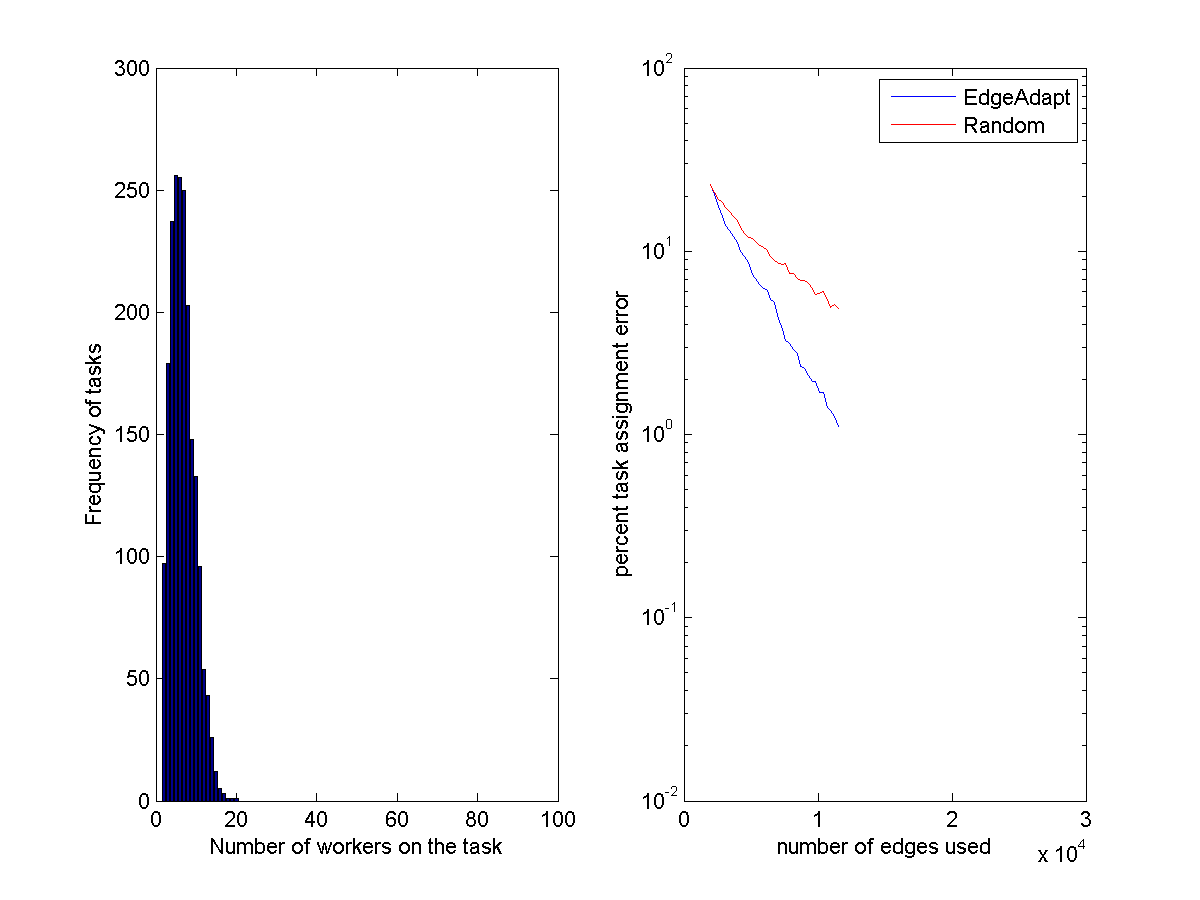 300
250
200
150
100
50
0
0 20 40 60 80 100
Number of workers on the task
Frequency of tasks
10^2
10^1
10^0
10^-1
10^-2
0 1 2 3
x 10^4
number of edges used
percent task assignment error
EdgeAdapt
Random